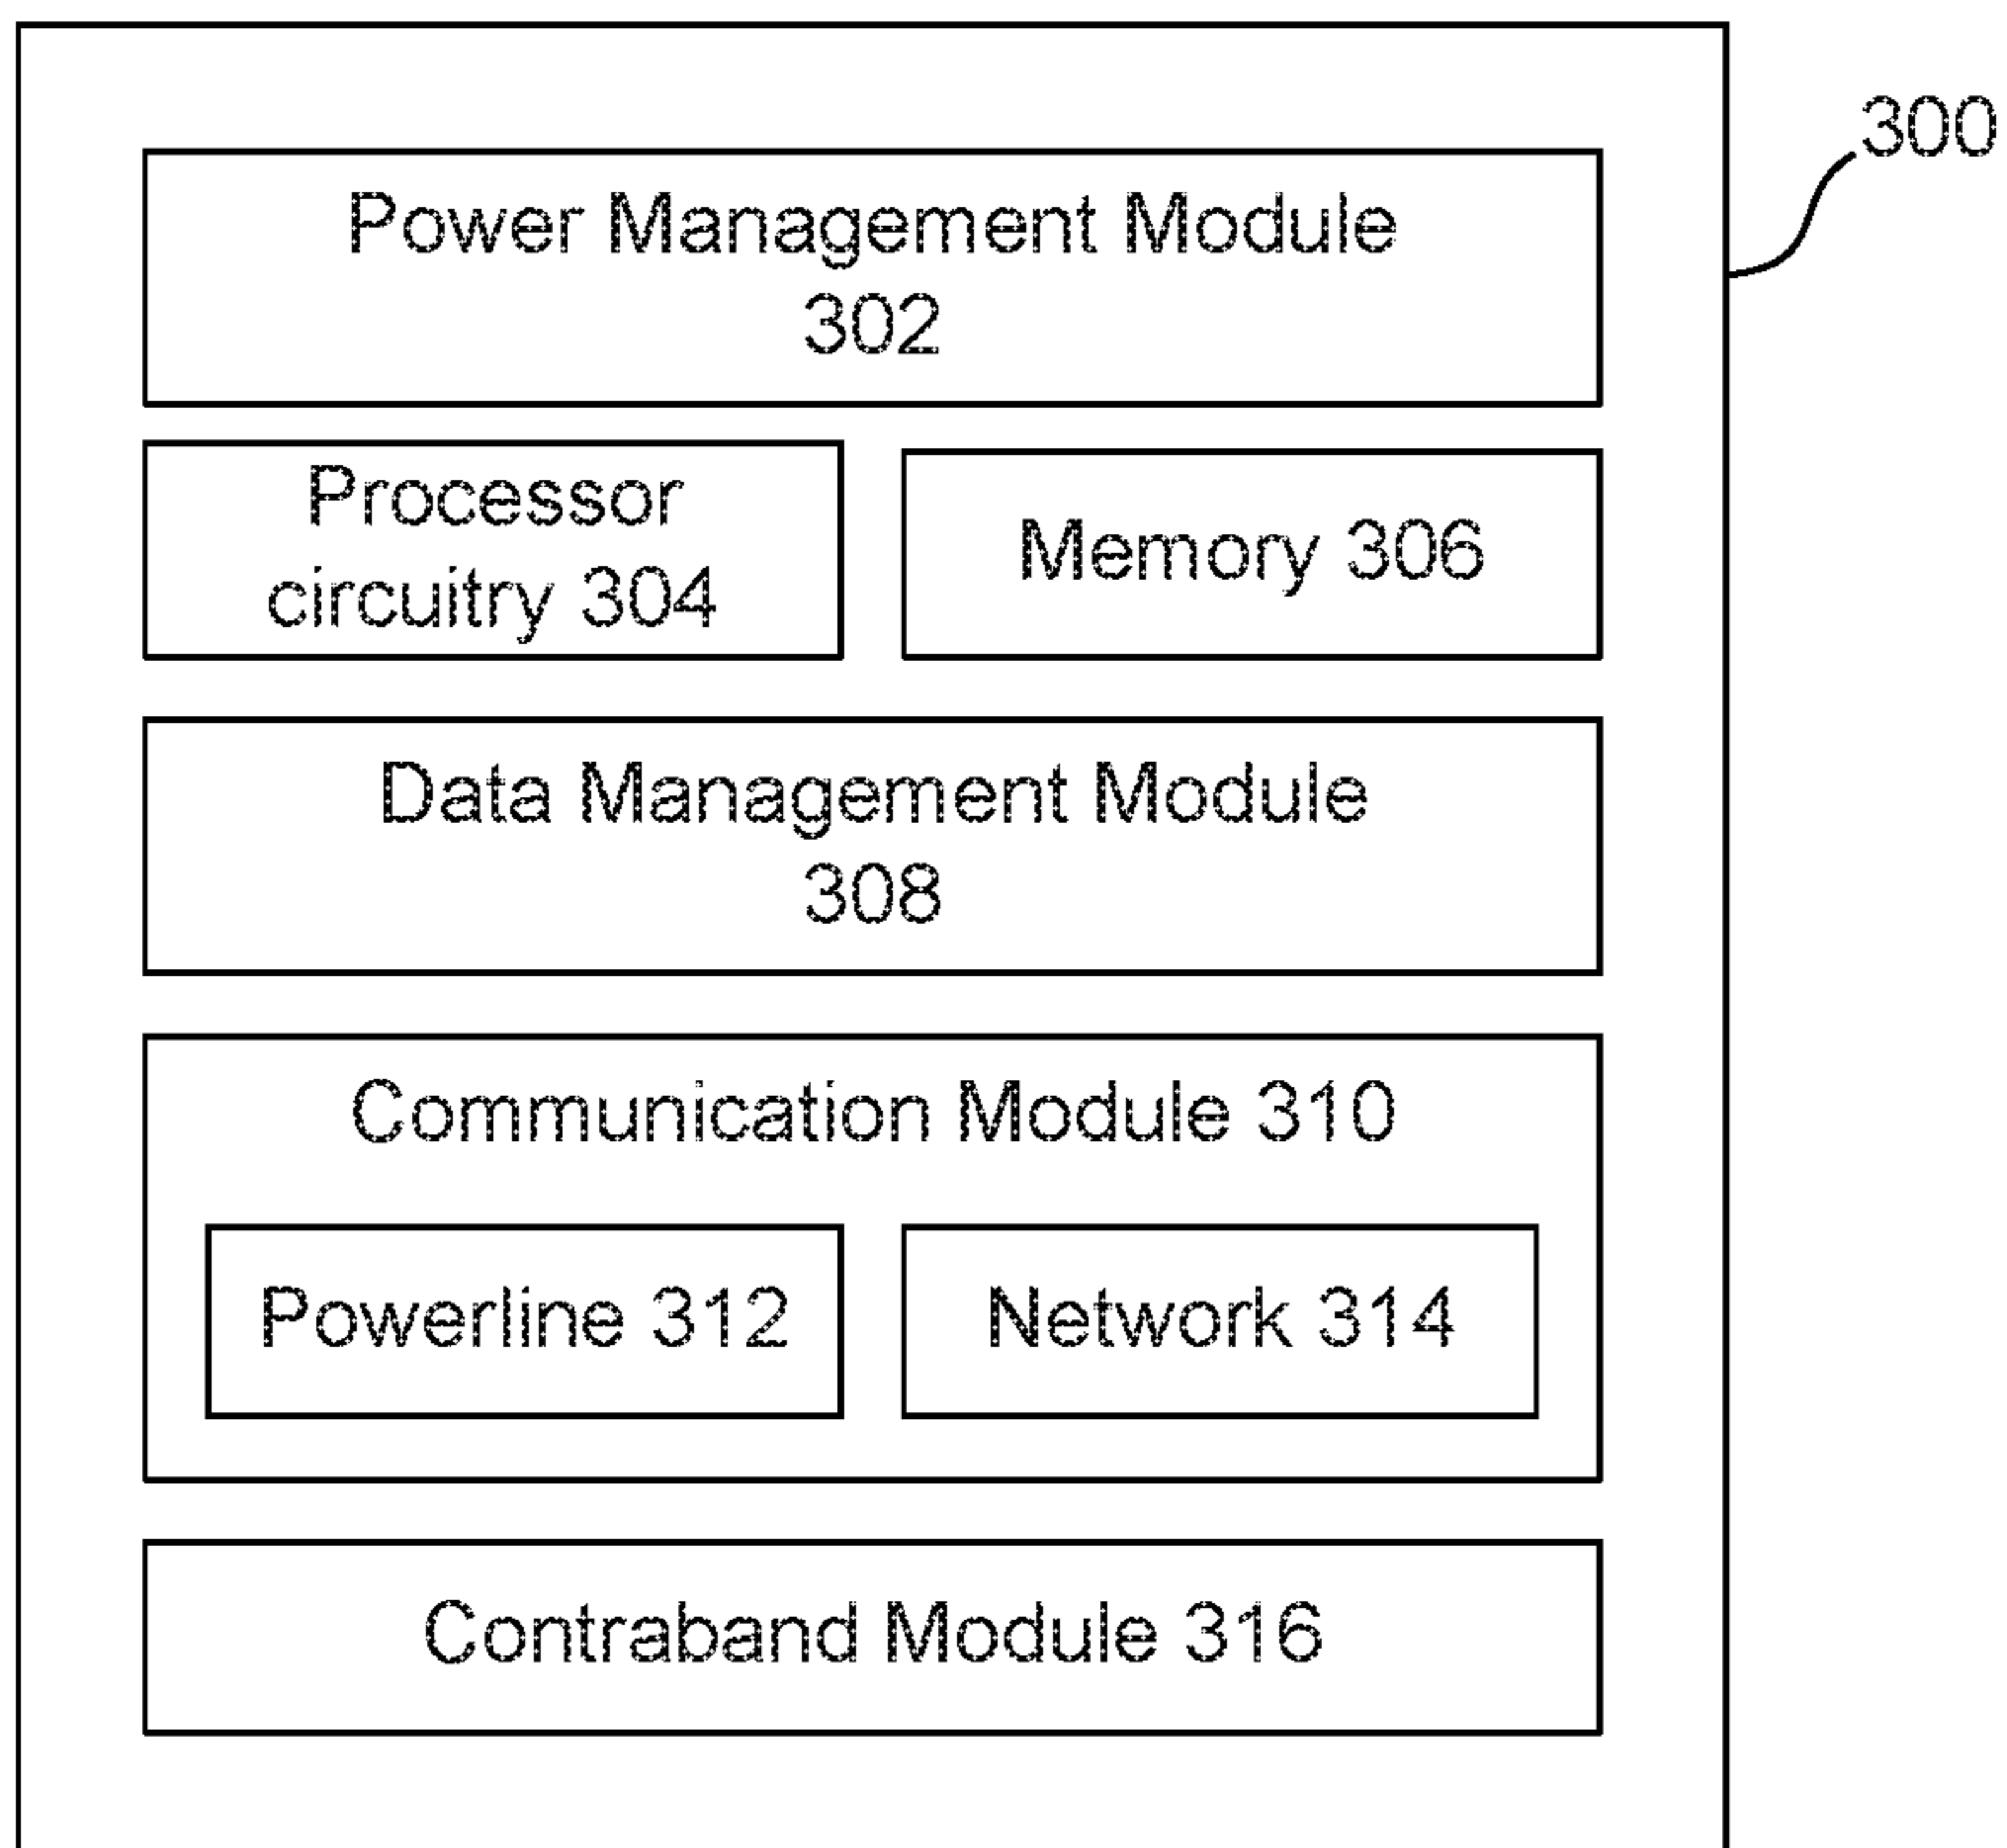 300
Power Management Module
302
Processor
circuitry 304
Memory 306
Data Management Module
308
Communication Module 310
Powerline 312
Network 314
Contraband Module 316